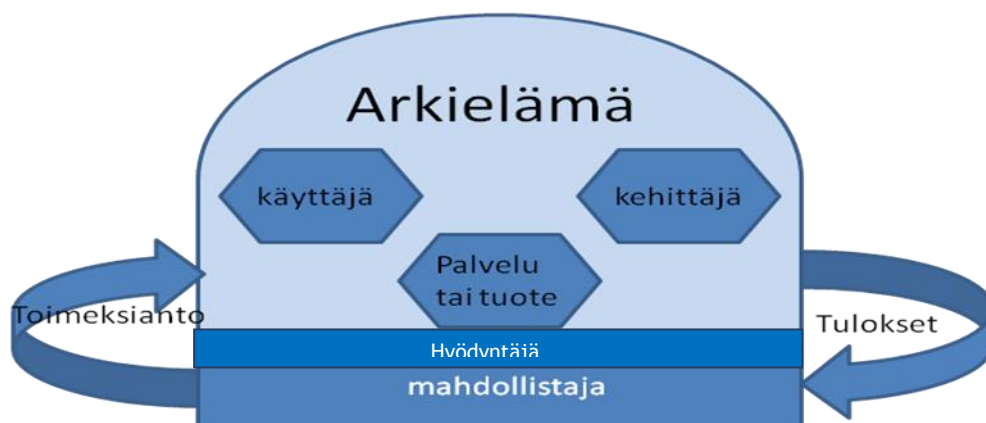 Arkielämä
käyttäjä
kehittäjä
Palvelu
tai tuote
Toimeksianto
Tulokset
Hyödyntäjä
mahdollistaja